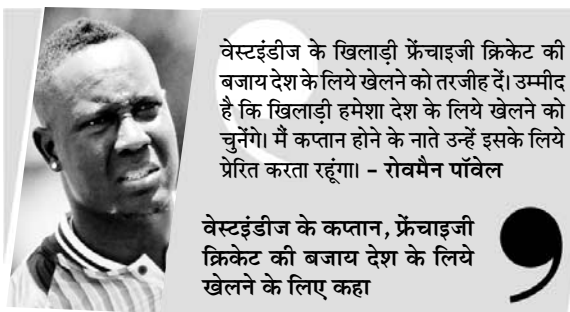 वेस्टइंडीज के खिलाड़ी फ्रेंचाइजी क्रिकेट की
बजाय देश के लिये खेलने को तरजीह दें। उम्मीद
है कि खिलाड़ी हमेशा देश के लिये खेलने को
चुनेंगे। मैं कप्तान होने के नाते उन्हें इसके लिये
प्रेरित करता रहूंगा। – रोवमैन पॉवेल
वेस्टइंडीज के कप्तान, फ्रेंचाइजी
क्रिकेट की बजाय देश के लिये
खेलने के लिए कहा